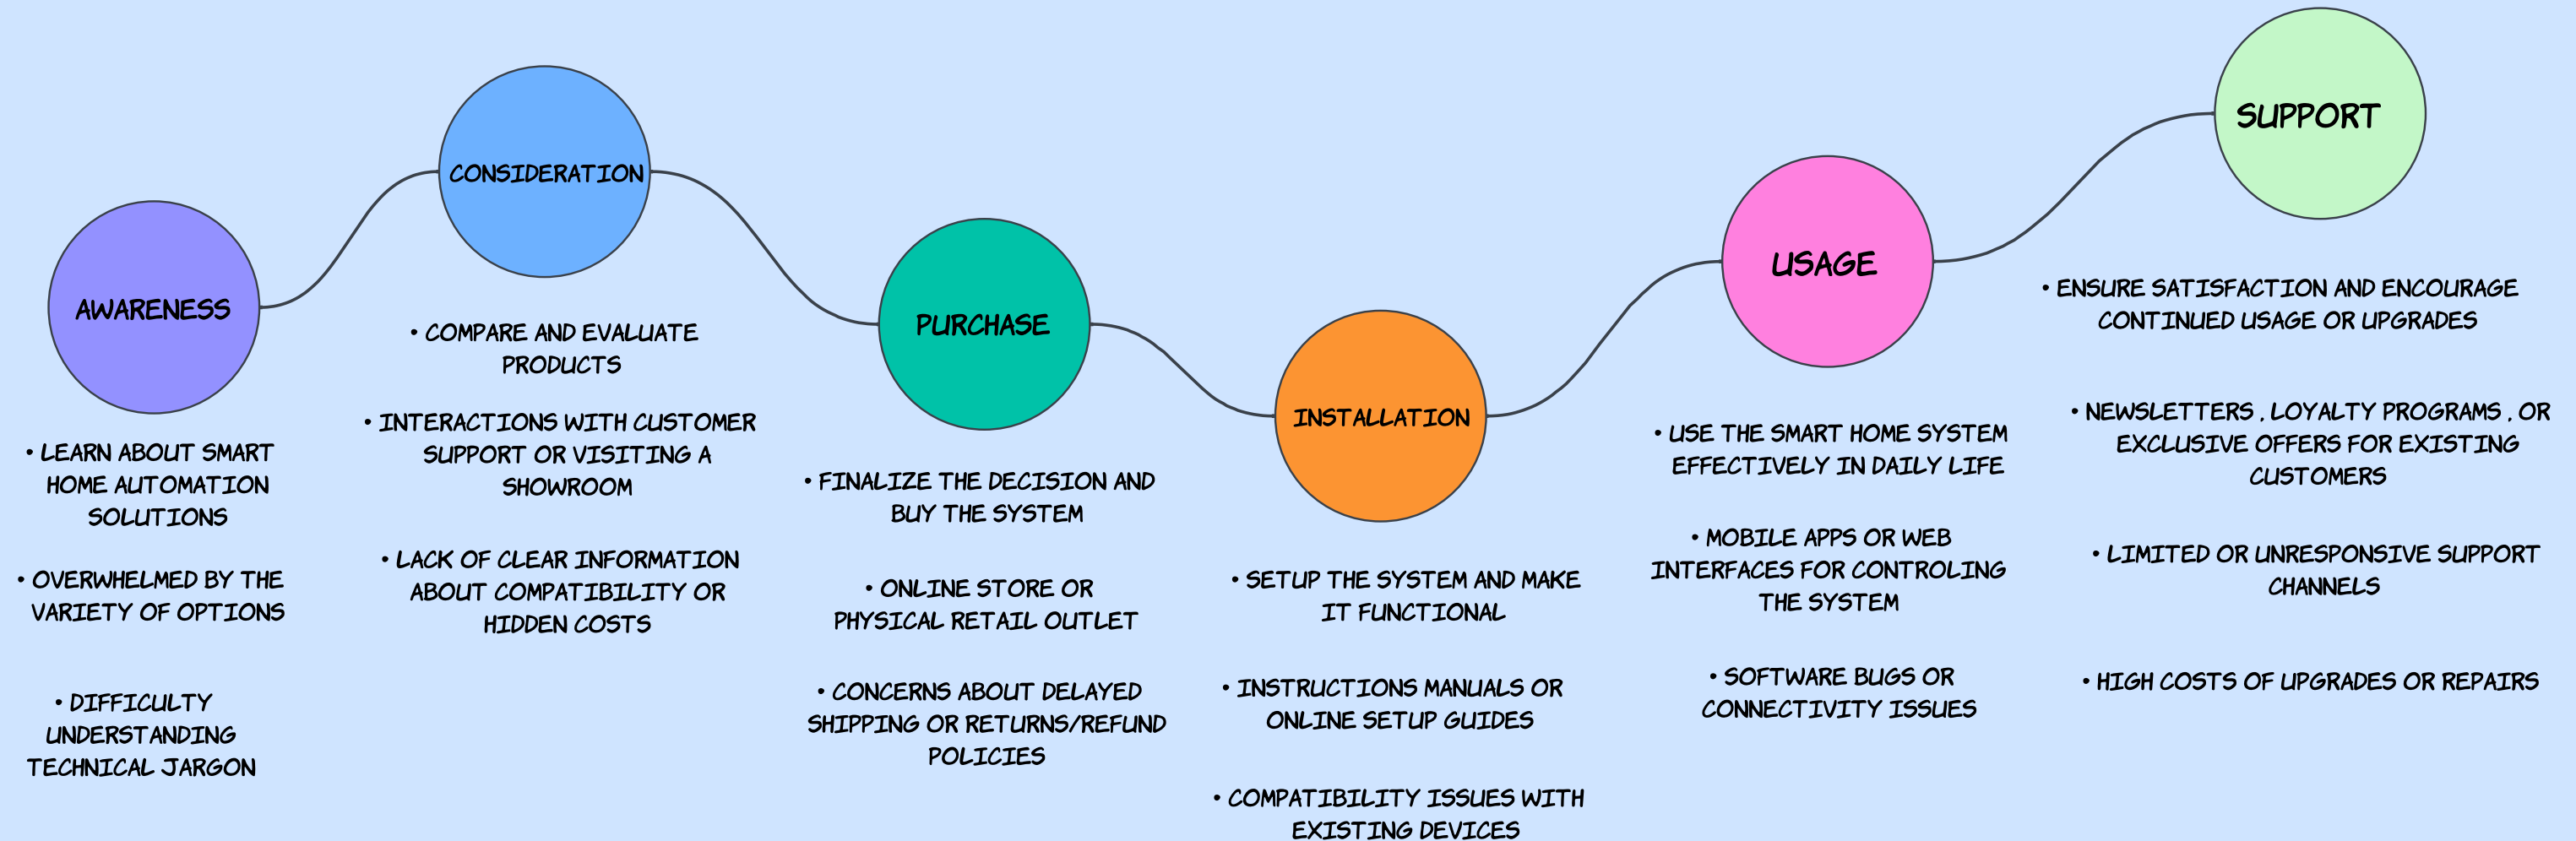 AWARENESS
• LEARN ABOUT SMART
HOME AUTOMATION
SOLUTIONS
• OVERWHELMED BY THE
VARIETY OF OPTIONS
• DIFFICULTY
UNDERSTANDING
TECHNICAL JARGON
CONSIDERATION
• COMPARE AND EVALUATE
PRODUCTS
• INTERACTIONS WITH CUSTOMER
SUPPORT OR VISITING A
SHOWROOM
• LACK OF CLEAR INFORMATION
ABOUT COMPATIBILITY OR
HIDDEN COSTS
PURCHASE
• FINALIZE THE DECISION AND
BUY THE SYSTEM
• ONLINE STORE OR
PHYSICAL RETAIL OUTLET
• CONCERNS ABOUT DELAYED
SHIPPING OR RETURNS/REFUND
POLICIES
INSTALLATION
• SETUP THE SYSTEM AND MAKE
IT FUNCTIONAL
• INSTRUCTIONS MANUALS OR
ONLINE SETUP GUIDES
• COMPATIBILITY ISSUES WITH
EXISTING DEVICES
USAGE
• USE THE SMART HOME SYSTEM
EFFECTIVELY IN DAILY LIFE
• MOBILE APPS OR WEB
INTERFACES FOR CONTROLING
THE SYSTEM
• SOFTWARE BUGS OR
CONNECTIVITY ISSUES
SUPPORT
• ENSURE SATISFACTION AND ENCOURAGE
CONTINUED USAGE OR UPGRADES
• NEWSLETTERS , LOYALTY PROGRAMS , OR
EXCLUSIVE OFFERS FOR EXISTING
CUSTOMERS
• LIMITED OR UNRESPONSIVE SUPPORT
CHANNELS
• HIGH COSTS OF UPGRADES OR REPAIRS